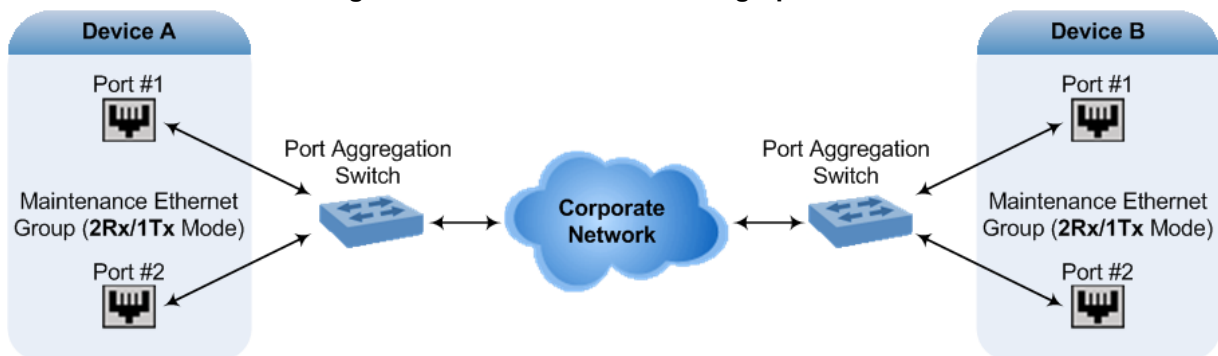 Device A
Port #1
Maintenance Ethernet
Group (2Rx/1Tx Mode)
Port #2
Port Aggregation
Switch
Corporate
Network
Port Aggregation
Switch
Device B
Port #1
Maintenance Ethernet
Group (2Rx/1Tx Mode)
Port #2